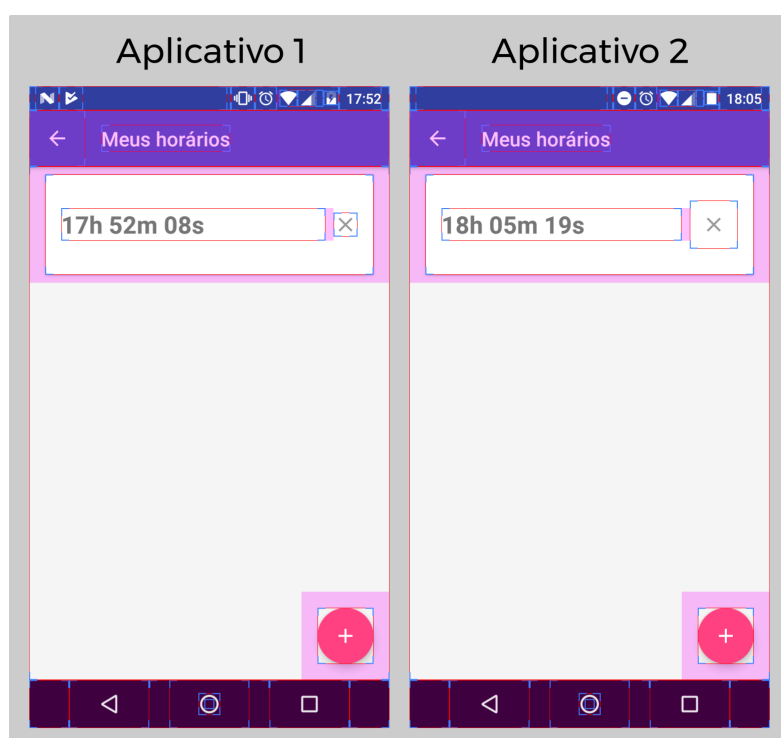 Aplicativo 1
17:52
Meus horários
17h 52m 08s
Aplicativo 2
18:05
Meus horários
18h 05m 19s